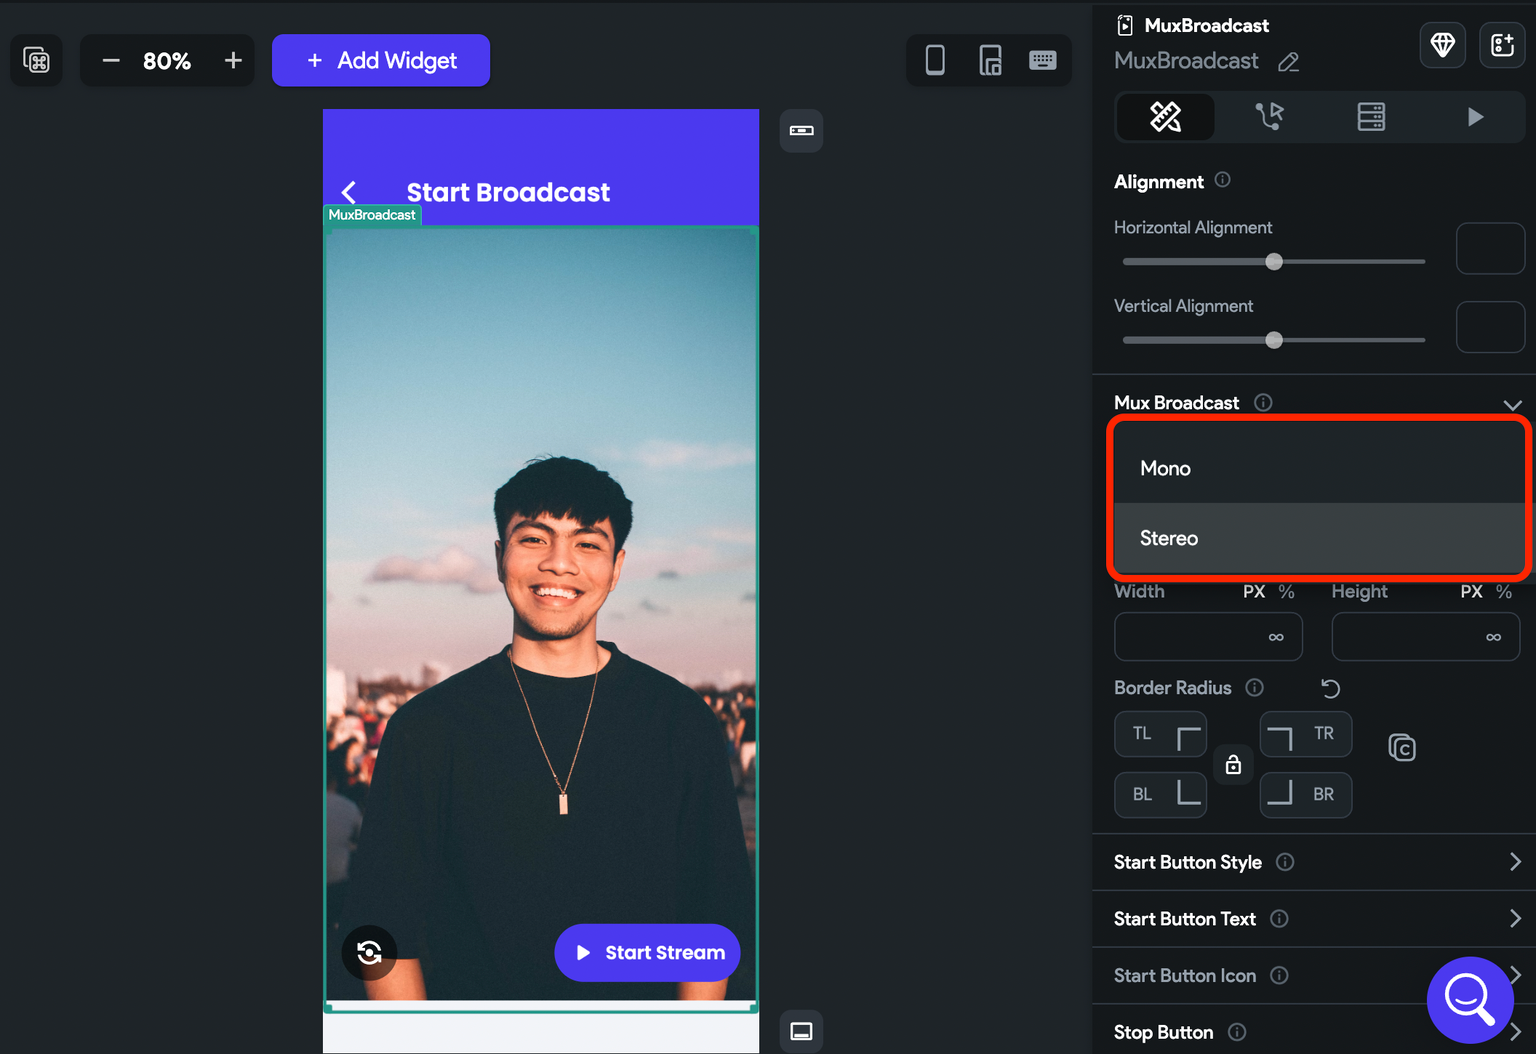 MuxBroadcast
MuxBroadcast
80%
+ Add Widget
Start Broadcast
MuxBroadcast
Start Stream
Alignment
Horizontal Alignment
Vertical Alignment
Mux Broadcast
Mono
Stereo
Width PX % Height PX %
∞ ∞
Border Radius
TL TR
C
BL BR
Start Button Style
Start Button Text
Start Button Icon
Stop Button